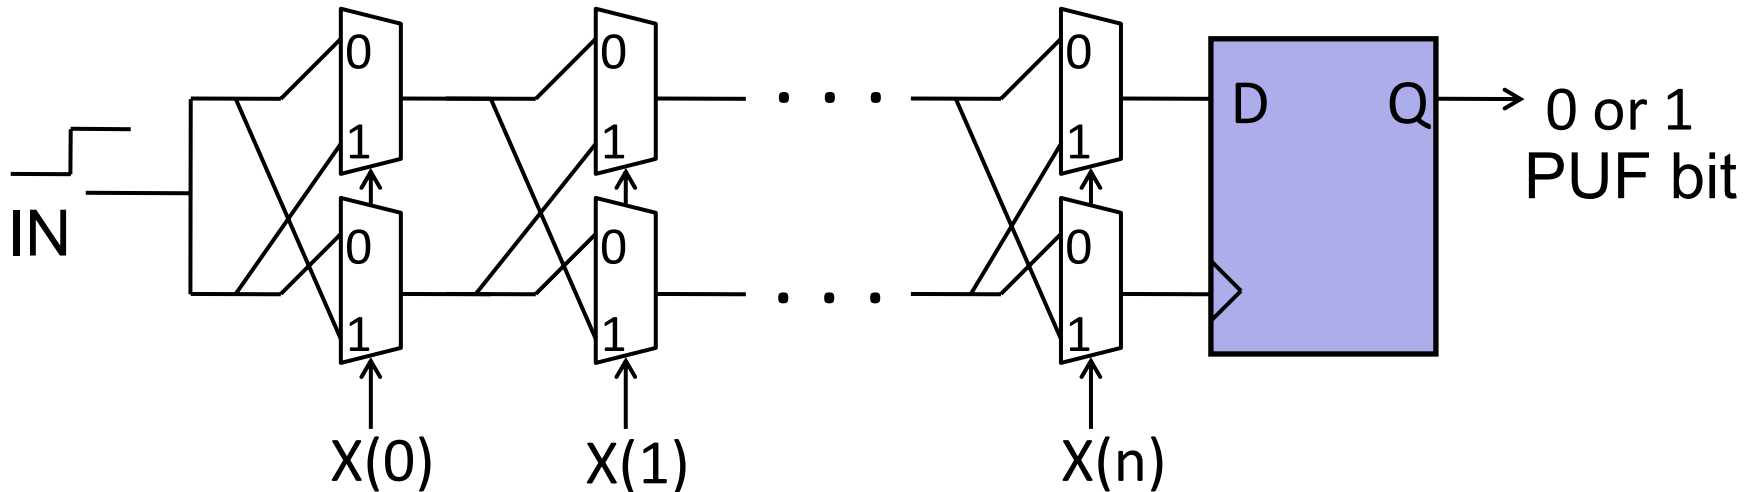 0 0 0
1 1 1
0 0 0
1 1 1
IN
X(0) X(1) X(n)
D Q
0 or 1
PUF bit